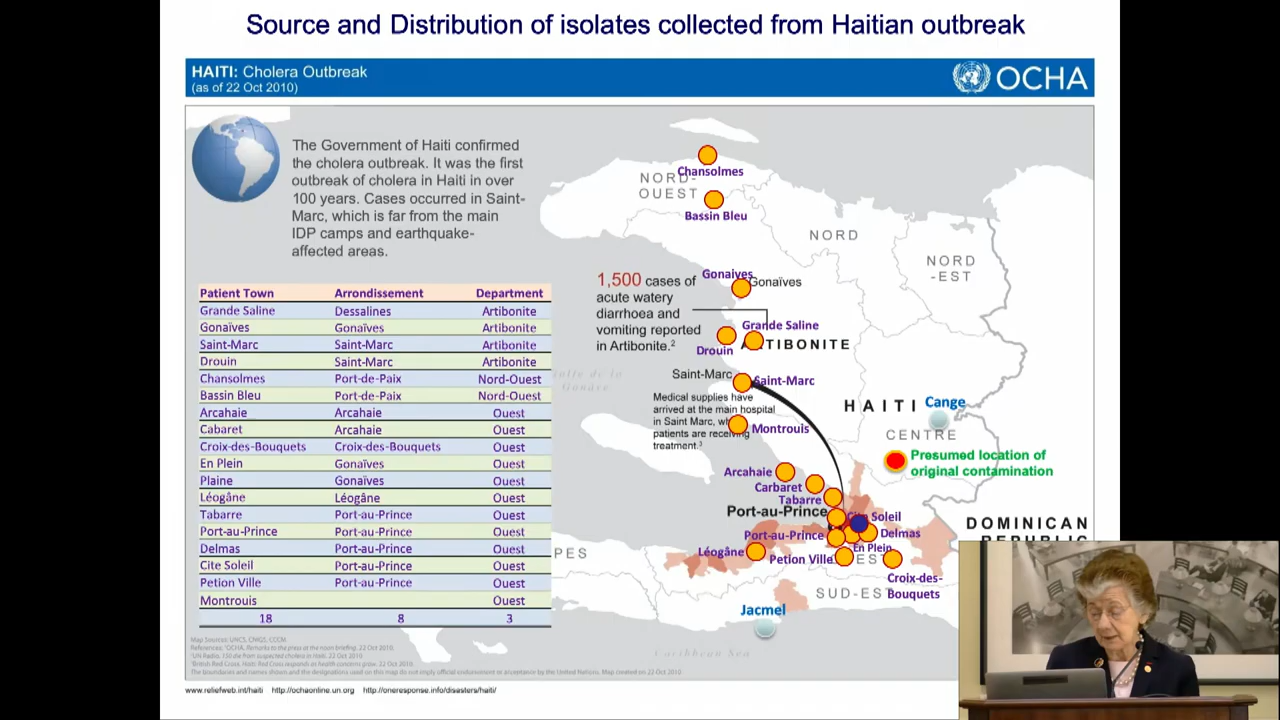 Source and Distribution of isolates collected from Haitian outbreak
HAITI: Cholera Outbreak
(as of 22 Oct 2010)
OCHA
The Government of Haiti confirmed
the cholera outbreak. It was the first
outbreak of cholera in Haiti in over
100 years. Cases occurred in Saint-
Marc, which is far from the main
IDP camps and earthquake-
affected areas.
Patient Town Arrondissement Department
Grande Saline Dessalines Artibonite
Gonaïves Gonaïves Artibonite
Saint-Marc Saint-Marc Artibonite
Drouin Saint-Marc Artibonite
Chansolmes Port-de-Paix Nord-Ouest
Bassin Bleu Port-de-Paix Nord-Ouest
Arcahaie Arcahaie Ouest
Cabaret Arcahaie Ouest
Croix-des-Bouquets Croix-des-Bouquets Ouest
En Plein Gonaïves Ouest
Plaine Gonaïves Ouest
Léogâne Léogâne Ouest
Tabarre Port-au-Prince Ouest
Port-au-Prince Port-au-Prince Ouest
Delmas Port-au-Prince Ouest
Cite Soleil Port-au-Prince Ouest
Petion Ville Port-au-Prince Ouest
Montrouis Ouest
18 8 3
Chansolmes
NORD-
OUEST
Bassin Bleu
NORD
NORD
-EST
Gonaives
Gonaïves
1,500 cases of
acute watery
diarrhoea and
vomiting reported
in Artibonite.²
Grande Saline
Drouin
ARTIBONITE
Golfe de la
Gonâve
Saint-Marc
Saint-Marc
Medical supplies have
arrived at the main hospital
in Saint Marc,
patients are receiving
treatment.³
Montrouis
HAITI
Cange
CENTRE
Presumed location of
original contamination
Arcahaie
Carbaret
Tabarre
Port-au-Prince
Cite Soleil
Port-au-Prince
Delmas
En Plein
Léogâne
Petion Ville
Croix-des-
Bouquets
DOMINICAN
REPUBLIC
PES
SUD-EST
Jacmel
Caribbean Sea
Map Sources: UNCS, CNIGS, CCCM.
References: ¹OCHA, Remarks to the press at the noon briefing, 22 Oct 2010.
²UN Radio, 150 die from suspected cholera in Haiti, 22 Oct 2010
³British Red Cross, Haiti: Red Cross responds as health concerns grow, 22 Oct 2010.
The boundaries and names shown and the designations used on this map do not imply official endorsement or acceptance by the United Nations. Map created on 22 Oct 2010
www.reliefweb.int/haiti http://ochaonline.un.org http://oneresponse.info/disasters/haiti/